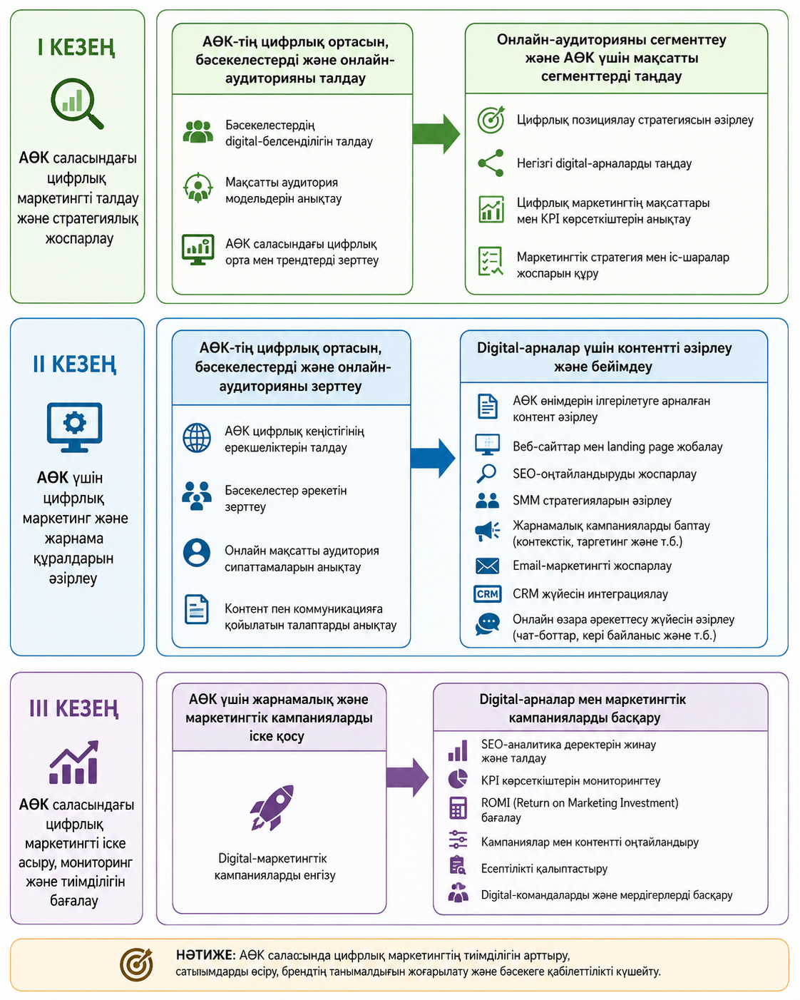 I КЕЗЕҢ
АӨК саласындағы
цифрлық
маркетингті талдау
және стратегиялық
жоспарлау
АӨК-тің цифрлық ортасын,
бәсекелестерді және онлайн-
аудиторияны талдау
Бәсекелестердің
digital-белсенділігін талдау
Мақсатты аудитория
модельдерін анықтау
АӨК саласындағы цифрлық
орта мен трендтерді зерттеу
Онлайн-аудиторияны сегменттеу
және АӨК үшін мақсатты
сегменттерді таңдау
Цифрлық позициялау стратегиясын әзірлеу
Негізгі digital-арналарды таңдау
Цифрлық маркетингтің мақсаттары
мен KPI көрсеткіштерін анықтау
Маркетингтік стратегия мен іс-шаралар
жоспарын құру
II КЕЗЕҢ
АӨК үшін
цифрлық
маркетинг және
жарнама
құралдарын
әзірлеу
АӨК-тің цифрлық ортасын,
бәсекелестерді және онлайн-
аудиторияны зерттеу
АӨК цифрлық кеңістігінің
ерекшеліктерін талдау
Бәсекелестер әрекетін
зерттеу
Онлайн мақсатты аудитория
сипаттамаларын анықтау
Контент пен коммуникацияға
қойылатын талаптарды анықтау
Digital-арналар үшін контентті әзірлеу
және бейімдеу
АӨК өнімдерін ілгерілетуге арналған
контент әзірлеу
Веб-сайттар мен landing page жобалау
SEO-оңтайландыруды жоспарлау
SMM стратегияларын әзірлеу
Жарнамалық кампанияларды баптау
(контекстік, таргетинг және т.б.)
Email-маркетингті жоспарлау
CRM
CRM жүйесін интеграциялау
Онлайн өзара әрекеттесу жүйесін әзірлеу
(чат-боттар, кері байланыс және т.б.)
III КЕЗЕҢ
АӨК саласындағы
цифрлық
маркетингті іске
асыру, мониторинг
және тиімділігін
бағалау
АӨК үшін жарнамалық және
маркетингтік кампанияларды
іске қосу
Digital-маркетингтік
кампанияларды енгізу
Digital-арналар мен маркетингтік
кампанияларды басқару
SEO-аналитика деректерін жинау
және талдау
KPI көрсеткіштерін мониторингтеу
ROMI (Return on Marketing Investment)
бағалау
Кампаниялар мен контентті оңтайландыру
Есептілікті қалыптастыру
Digital-командаларды және мердігерлерді басқару
НӘТИЖЕ: АӨК саласында цифрлық маркетингтің тиімділігін арттыру,
сатылымдарды өсіру, брендтің танымалдығын жоғарылату және бәсекеге қабілеттілікті күшейту.